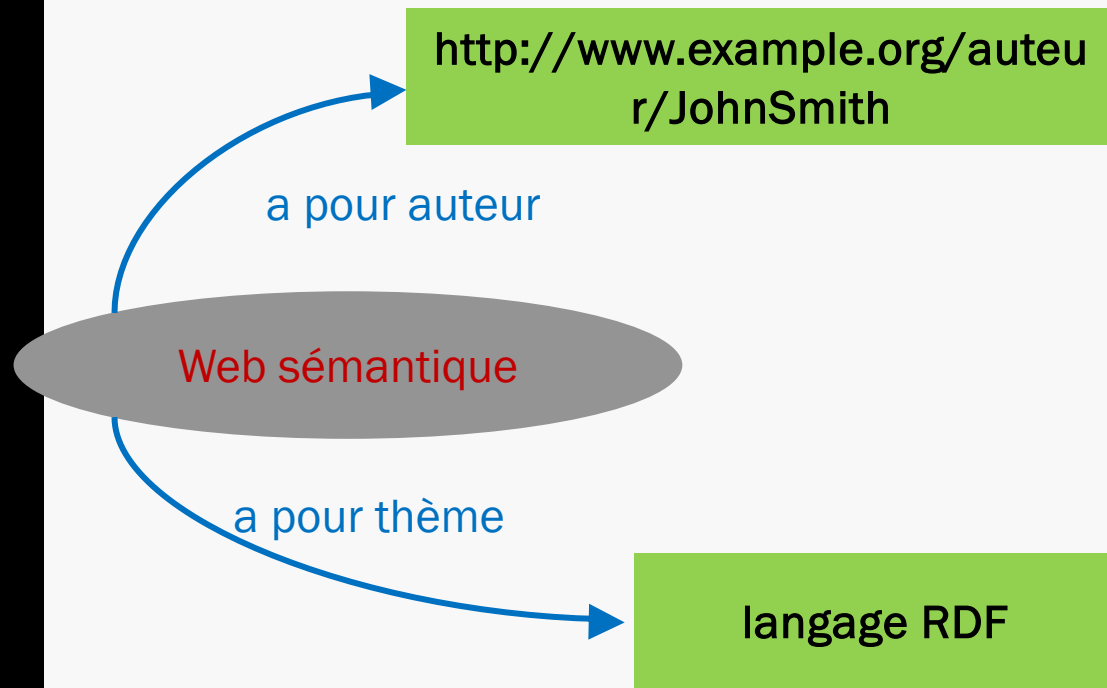 http://www.example.org/auteu
r/JohnSmith
a pour auteur
Web sémantique
a pour thème
langage RDF